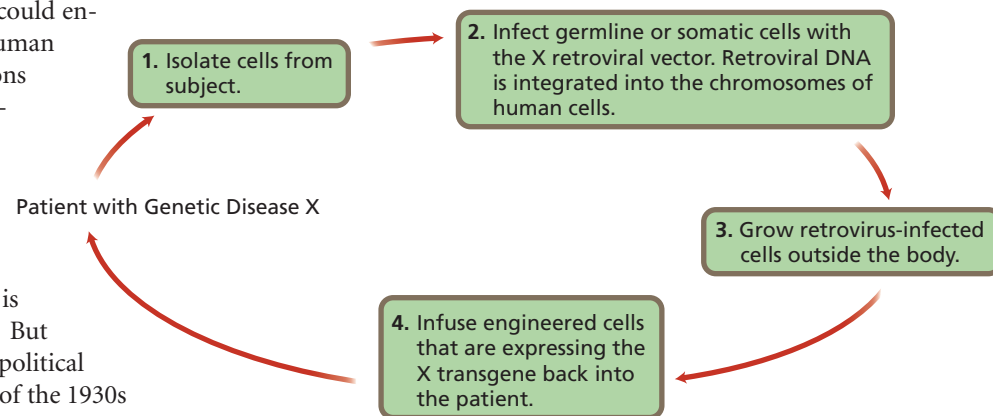 could en-
uman
ons
-
1. Isolate cells from
subject.
2. Infect germline or somatic cells with
the X retroviral vector. Retroviral DNA
is integrated into the chromosomes of
human cells.
Patient with Genetic Disease X
3. Grow retrovirus-infected
cells outside the body.
4. Infuse engineered cells
that are expressing the
X transgene back into
the patient.
is
But
political
of the 1930s